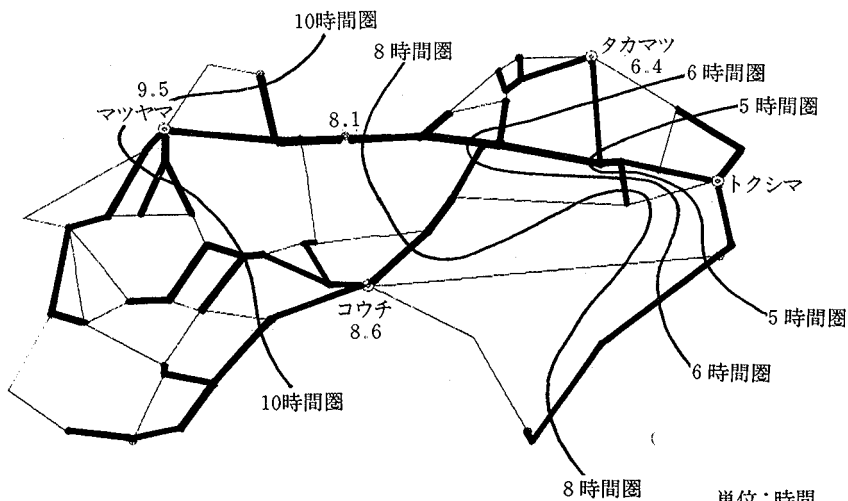 10時間圏
8時間圏
タカマツ
6.4
6時間圏
9.5
マツヤマ
8.1
5時間圏
トクシマ
コウチ
8.6
5時間圏
6時間圏
10時間圏
8時間圏
単位：時間